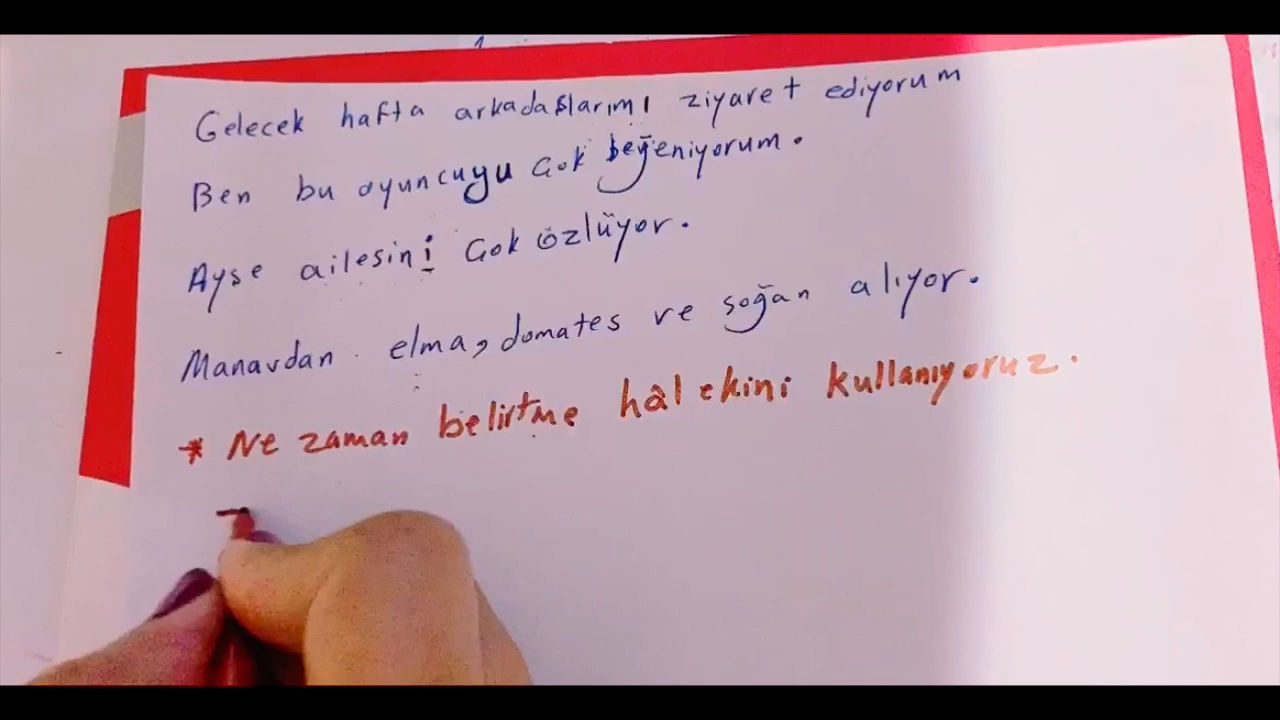 Gelecek hafta arkadaşlarımı ziyaret ediyorum
Ben bu oyuncuyu çok beğeniyorum.
Ayşe ailesini çok özlüyor.
Manavdan elma, domates ve soğan alıyor.
* Ne zaman belirtme hâl ekini kullanıyoruz.